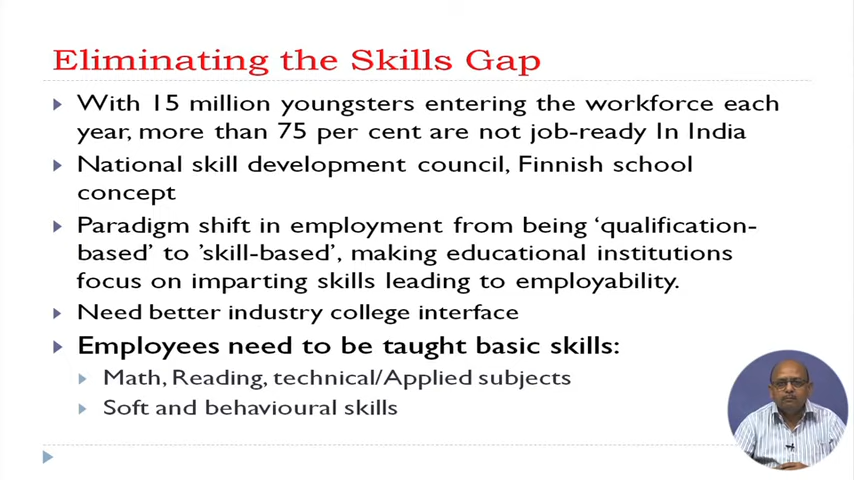 Eliminating the Skills Gap
With 15 million youngsters entering the workforce each
year, more than 75 per cent are not job-ready In India
National skill development council, Finnish school
concept
Paradigm shift in employment from being ‘qualification-
based’ to ’skill-based’, making educational institutions
focus on imparting skills leading to employability.
Need better industry college interface
Employees need to be taught basic skills:
Math, Reading, technical/Applied subjects
Soft and behavioural skills